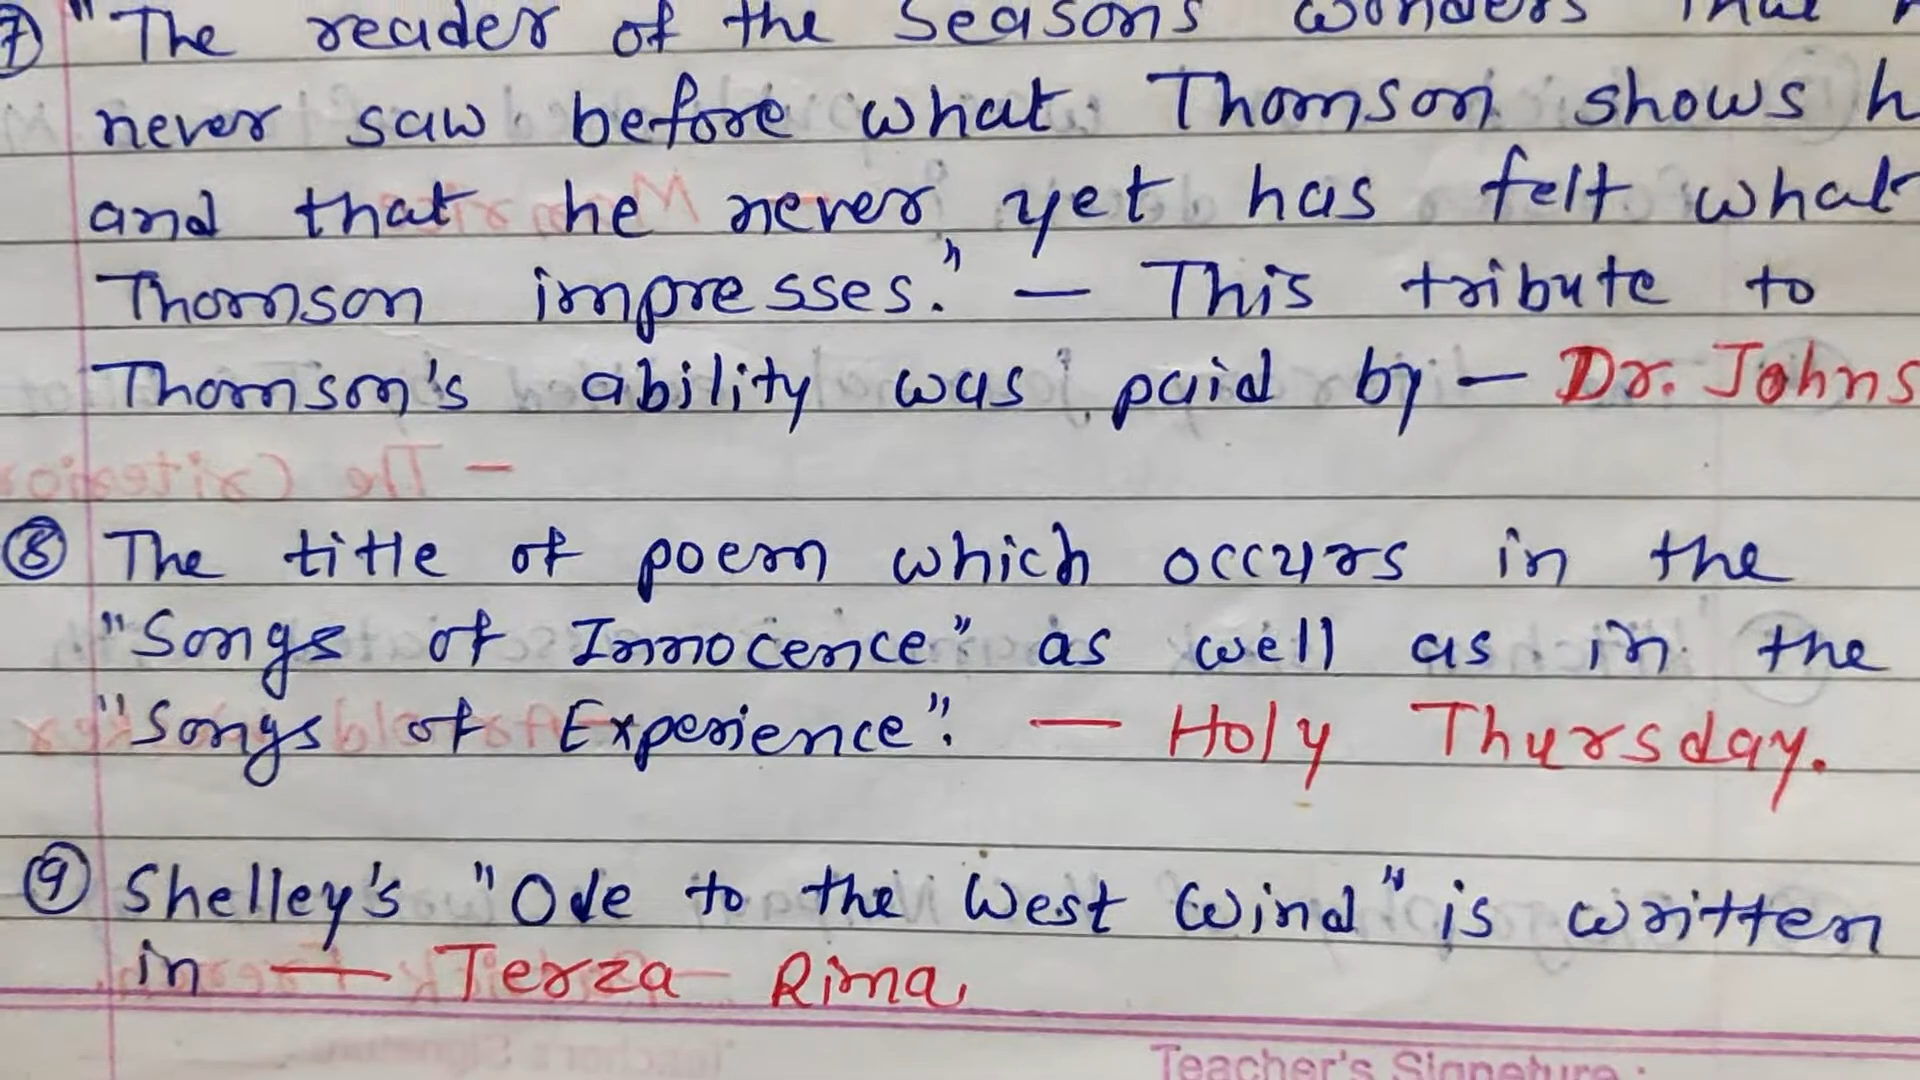 ⑦ "The reader of the Seasons wonders that
never saw before what Thomson shows h
and that he never yet has felt what
Thomson impresses." — This tribute to
Thomson's ability was paid by — Dr. Johns
⑧ The title of poem which occurs in the
"Songs of Innocence" as well as in the
"Songs of Experience". — Holy Thursday.
⑨ Shelley's "Ode to the West Wind" is written
in — Terza Rima.
Teacher's Signature :